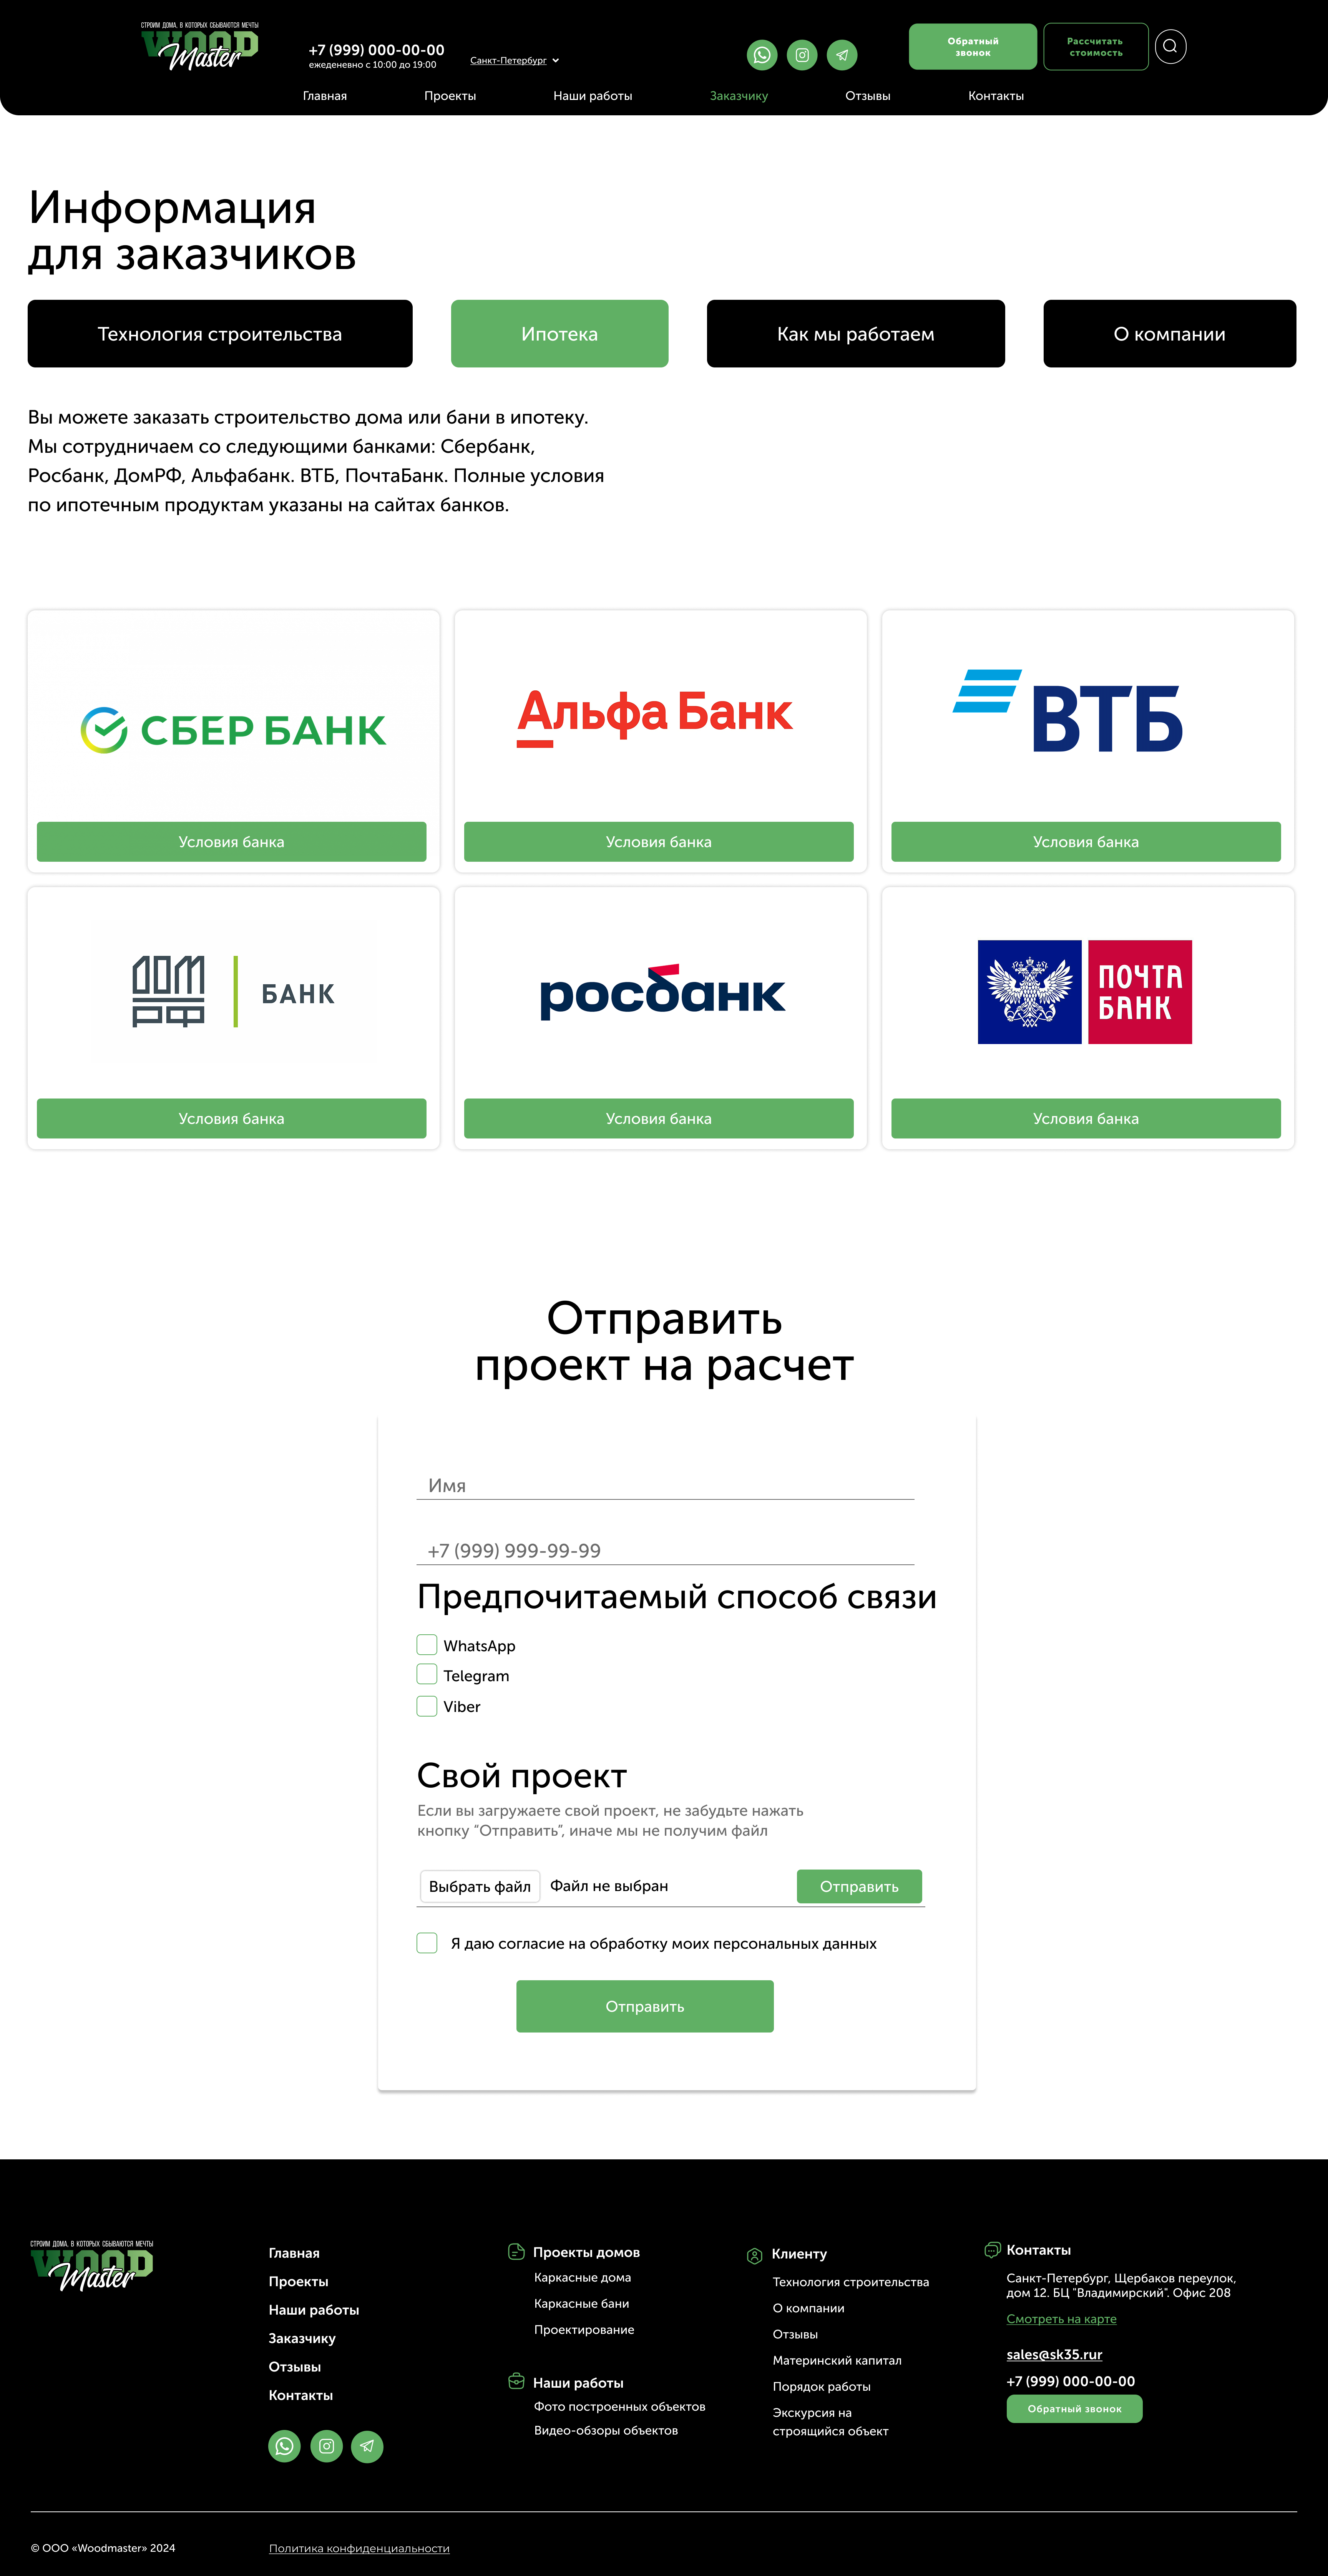 СТРОИМ ДОМА, В КОТОРЫХ СБЫВАЮТСЯ МЕЧТЫ
WOOD
Master
+7 (999) 000-00-00
ежеденевно с 10:00 до 19:00
Санкт-Петербург
Обратный
звонок
Рассчитать
стоимость
Главная
Проекты
Наши работы
Заказчику
Отзывы
Контакты
Информация
для заказчиков
Технология строительства
Ипотека
Как мы работаем
О компании
Вы можете заказать строительство дома или бани в ипотеку.
Мы сотрудничаем со следующими банками: Сбербанк,
Росбанк, ДомРФ, Альфабанк. ВТБ, ПочтаБанк. Полные условия
по ипотечным продуктам указаны на сайтах банков.
СБЕР БАНК
Альфа Банк
ВТБ
Условия банка
Условия банка
Условия банка
ДОМ
РФ
БАНК
росбанк
ПОЧТА
БАНК
Условия банка
Условия банка
Условия банка
Отправить
проект на расчет
Имя
+7 (999) 999-99-99
Предпочитаемый способ связи
WhatsApp
Telegram
Viber
Свой проект
Если вы загружаете свой проект, не забудьте нажать
кнопку “Отправить”, иначе мы не получим файл
Выбрать файл
Файл не выбран
Отправить
Я даю согласие на обработку моих персональных данных
Отправить
СТРОИМ ДОМА, В КОТОРЫХ СБЫВАЮТСЯ МЕЧТЫ
WOOD
Master
Главная
Проекты
Наши работы
Заказчику
Отзывы
Контакты
Проекты домов
Каркасные дома
Каркасные бани
Проектирование
Наши работы
Фото построенных объектов
Видео-обзоры объектов
Клиенту
Технология строительства
О компании
Отзывы
Материнский капитал
Порядок работы
Экскурсия на
строящийся объект
Контакты
Санкт-Петербург, Щербаков переулок,
дом 12. БЦ "Владимирский". Офис 208
Смотреть на карте
sales@sk35.rur
+7 (999) 000-00-00
Обратный звонок
© ООО «Woodmaster» 2024
Политика конфиденциальности